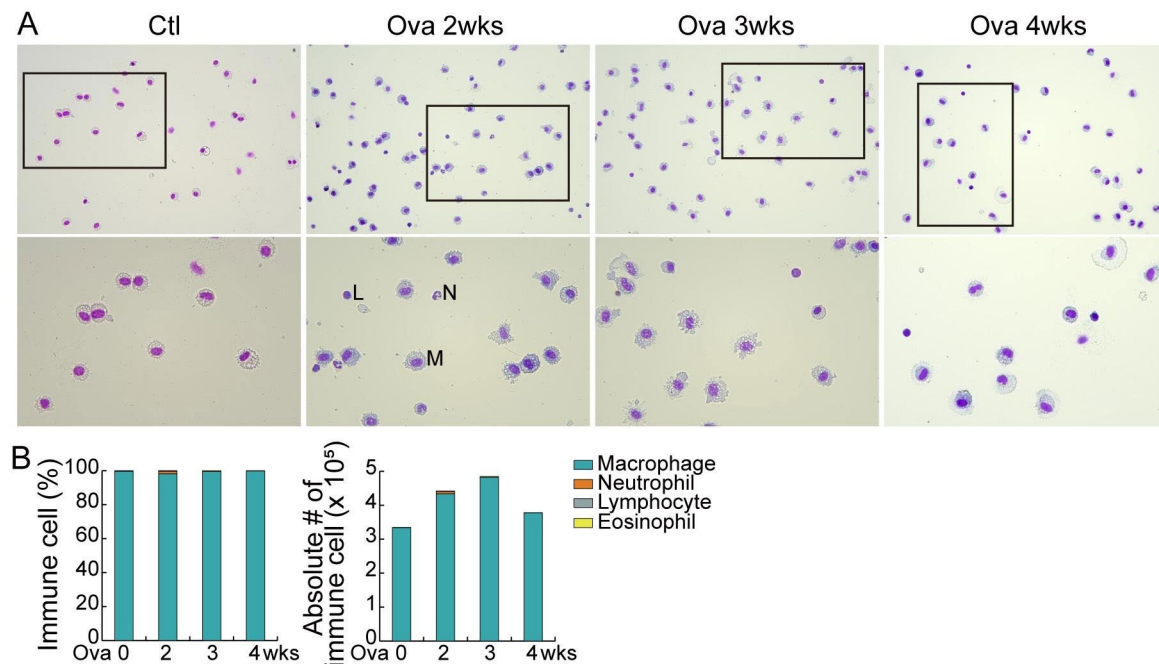 A
Ctl
Ova 2wks
Ova 3wks
Ova 4wks
L
N
M
B
Immune cell (%)
100
80
60
40
20
0
Ova 0 2 3 4 wks
Absolute # of
immune cell (x 10⁵)
5
4
3
2
1
0
Ova 0 2 3 4 wks
Macrophage
Neutrophil
Lymphocyte
Eosinophil